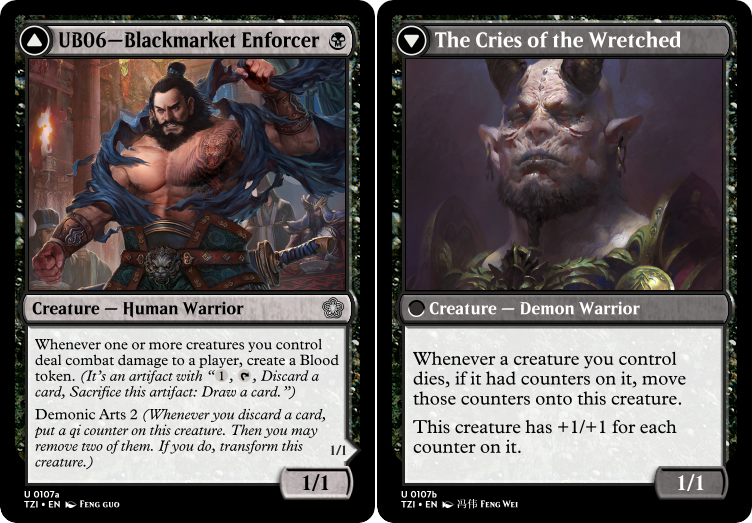 UB06—Blackmarket Enforcer
Creature — Human Warrior
Whenever one or more creatures you control
deal combat damage to a player, create a Blood
token. (It's an artifact with “1, , Discard a
card, Sacrifice this artifact: Draw a card.”)
Demonic Arts 2 (Whenever you discard a card,
put a qi counter on this creature. Then you may
remove two of them. If you do, transform this
creature.)
1/1
1/1
U 0107a
TZI • EN Feng guo
The Cries of the Wretched
Creature — Demon Warrior
Whenever a creature you control
dies, if it had counters on it, move
those counters onto this creature.
This creature has +1/+1 for each
counter on it.
1/1
U 0107b
TZI • EN 冯伟 Feng Wei